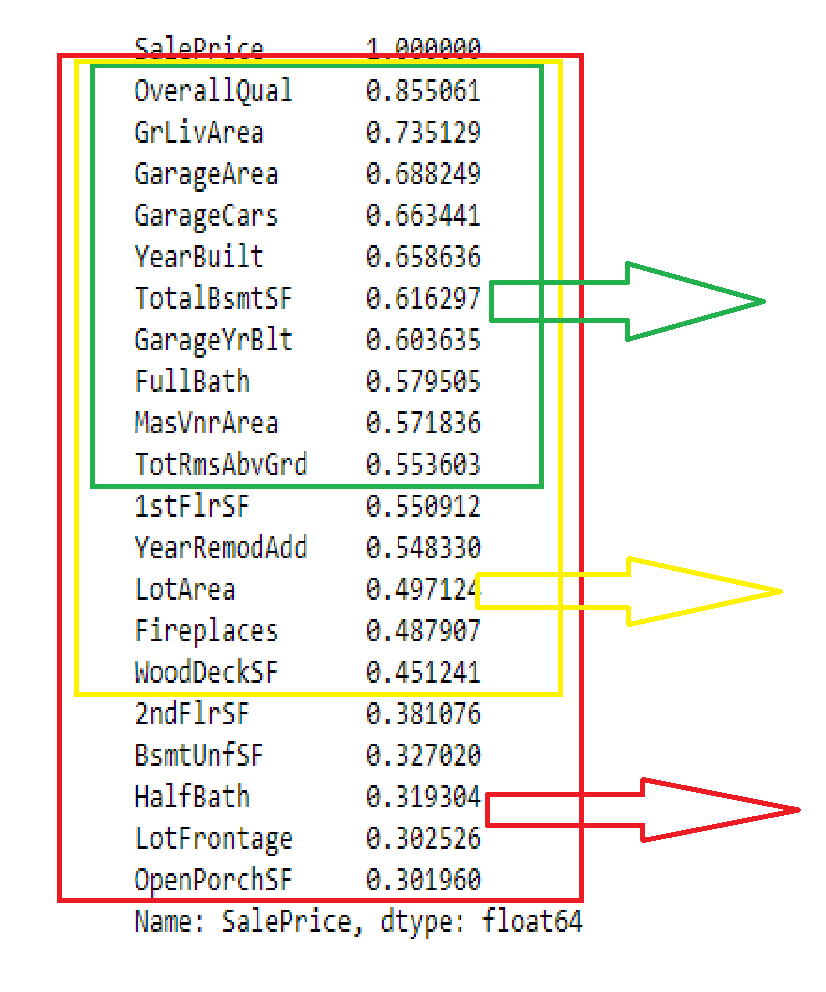 SalePrice 1.000000
OverallQual 0.855061
GrLivArea 0.735129
GarageArea 0.688249
GarageCars 0.663441
YearBuilt 0.658636
TotalBsmtSF 0.616297
GarageYrBlt 0.603635
FullBath 0.579505
MasVnrArea 0.571836
TotRmsAbvGrd 0.553603
1stFlrSF 0.550912
YearRemodAdd 0.548330
LotArea 0.497124
Fireplaces 0.487907
WoodDeckSF 0.451241
2ndFlrSF 0.381076
BsmtUnfSF 0.327020
HalfBath 0.319304
LotFrontage 0.302526
OpenPorchSF 0.301960
Name: SalePrice, dtype: float64